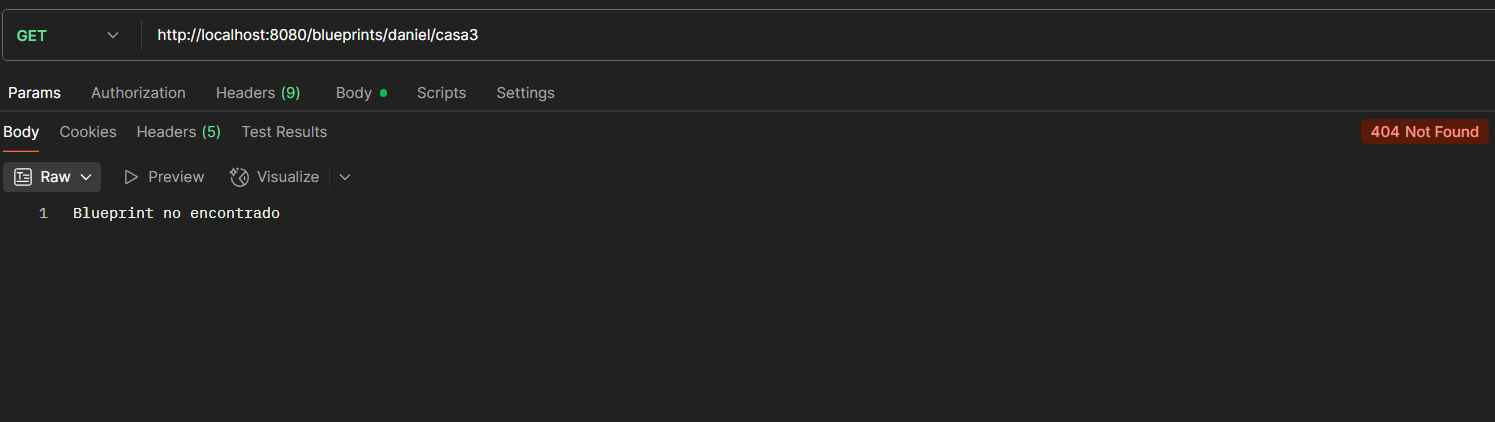 GET http://localhost:8080/blueprints/daniel/casa3
Params Authorization Headers (9) Body Scripts Settings
Body Cookies Headers (5) Test Results 404 Not Found
Raw Preview Visualize
1 Blueprint no encontrado